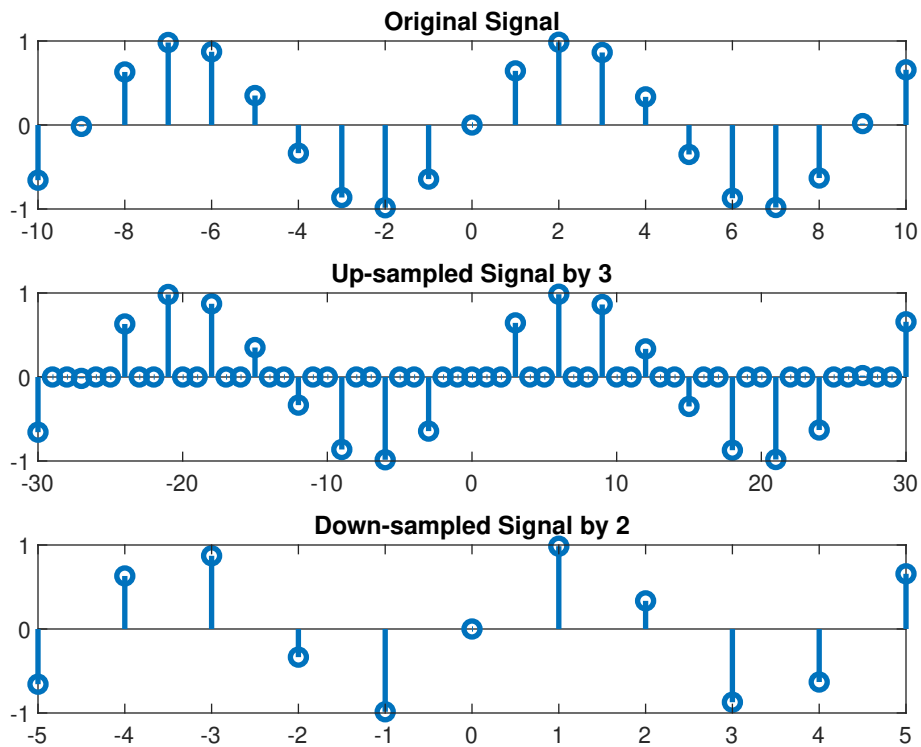 Original Signal
1
0
-1
-10 -8 -6 -4 -2 0 2 4 6 8 10
Up-sampled Signal by 3
1
0
-1
-30 -20 -10 0 10 20 30
Down-sampled Signal by 2
1
0
-1
-5 -4 -3 -2 -1 0 1 2 3 4 5